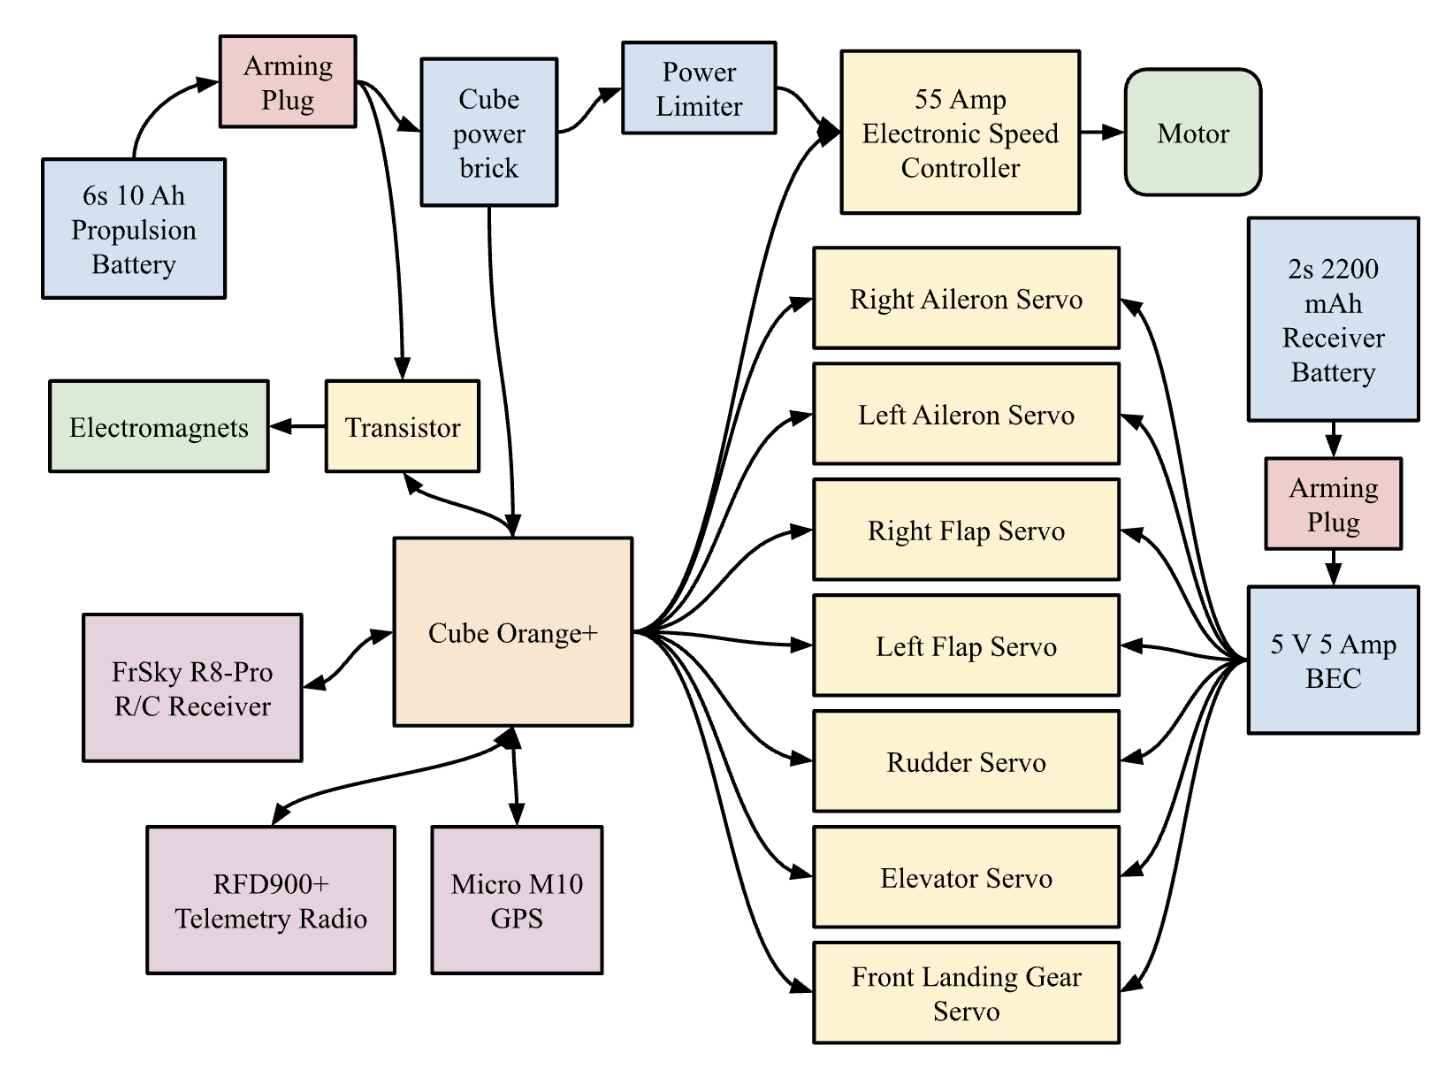 Arming
Plug
Cube
power
brick
Power
Limiter
55 Amp
Electronic Speed
Controller
Motor
6s 10 Ah
Propulsion
Battery
2s 2200
mAh
Receiver
Battery
Right Aileron Servo
Left Aileron Servo
Electromagnets
Transistor
Arming
Plug
Right Flap Servo
Cube Orange+
Left Flap Servo
5 V 5 Amp
BEC
FrSky R8-Pro
R/C Receiver
Rudder Servo
RFD900+
Telemetry Radio
Micro M10
GPS
Elevator Servo
Front Landing Gear
Servo